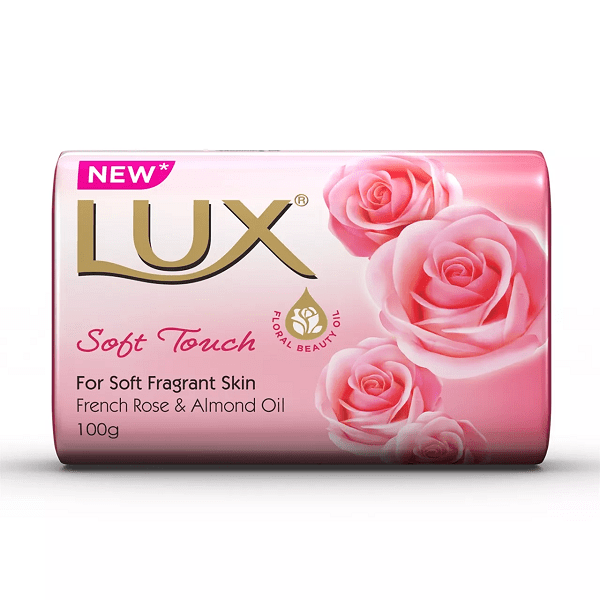 NEW*
LUX®
Soft Touch
FLORAL BEAUTY OIL
For Soft Fragrant Skin
French Rose & Almond Oil
100g